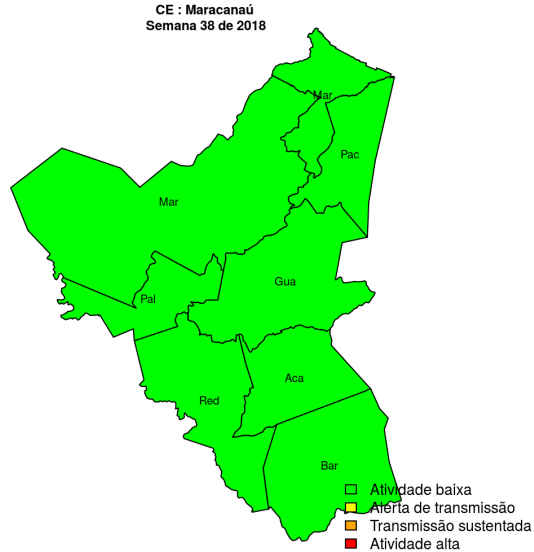 CE : Maracanaú
Semana 38 de 2018
Mar
Pac
Mar
Gua
Pal
Aca
Red
Bar
Atividade baixa
Alerta de transmissão
Transmissão sustentada
Atividade alta